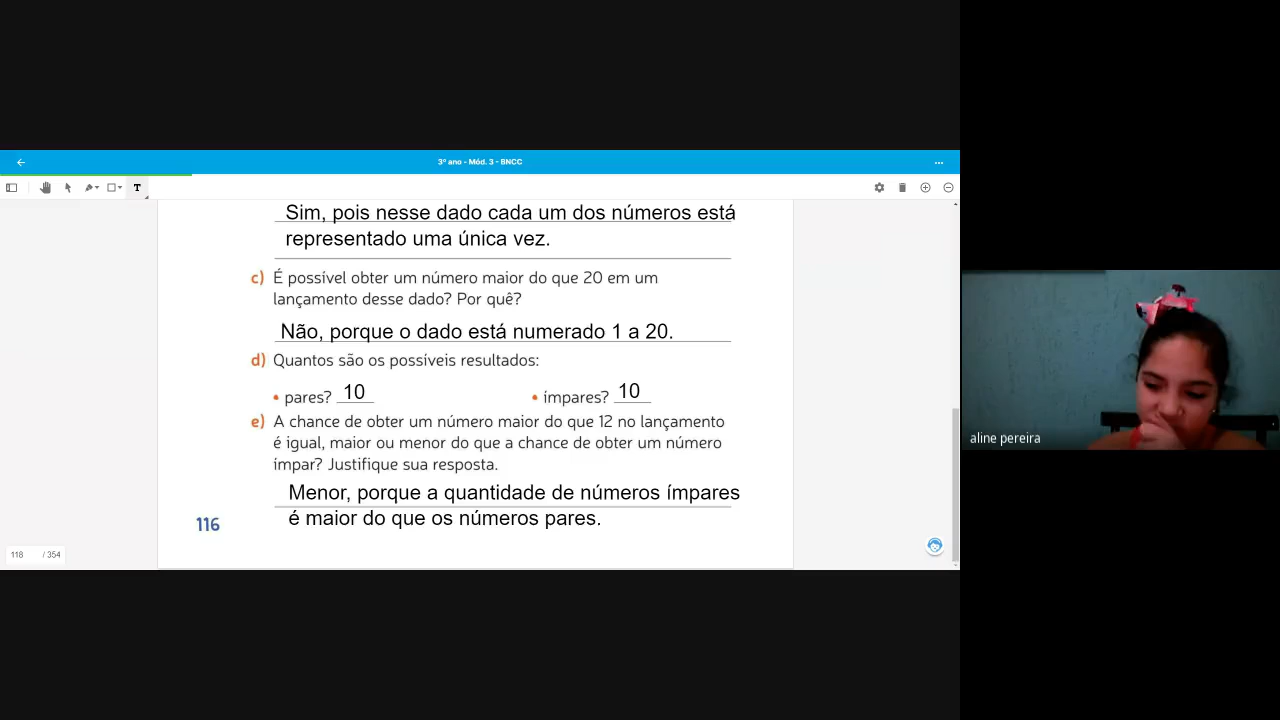 3º ano - Mód. 3 - BNCC
T
Sim, pois nesse dado cada um dos números está
representado uma única vez.
c) É possível obter um número maior do que 20 em um
lançamento desse dado? Por quê?
Não, porque o dado está numerado 1 a 20.
d) Quantos são os possíveis resultados:
• pares? 10 • ímpares? 10
e) A chance de obter um número maior do que 12 no lançamento
é igual, maior ou menor do que a chance de obter um número
ímpar? Justifique sua resposta.
Menor, porque a quantidade de números ímpares
é maior do que os números pares.
116
118 / 354
aline pereira